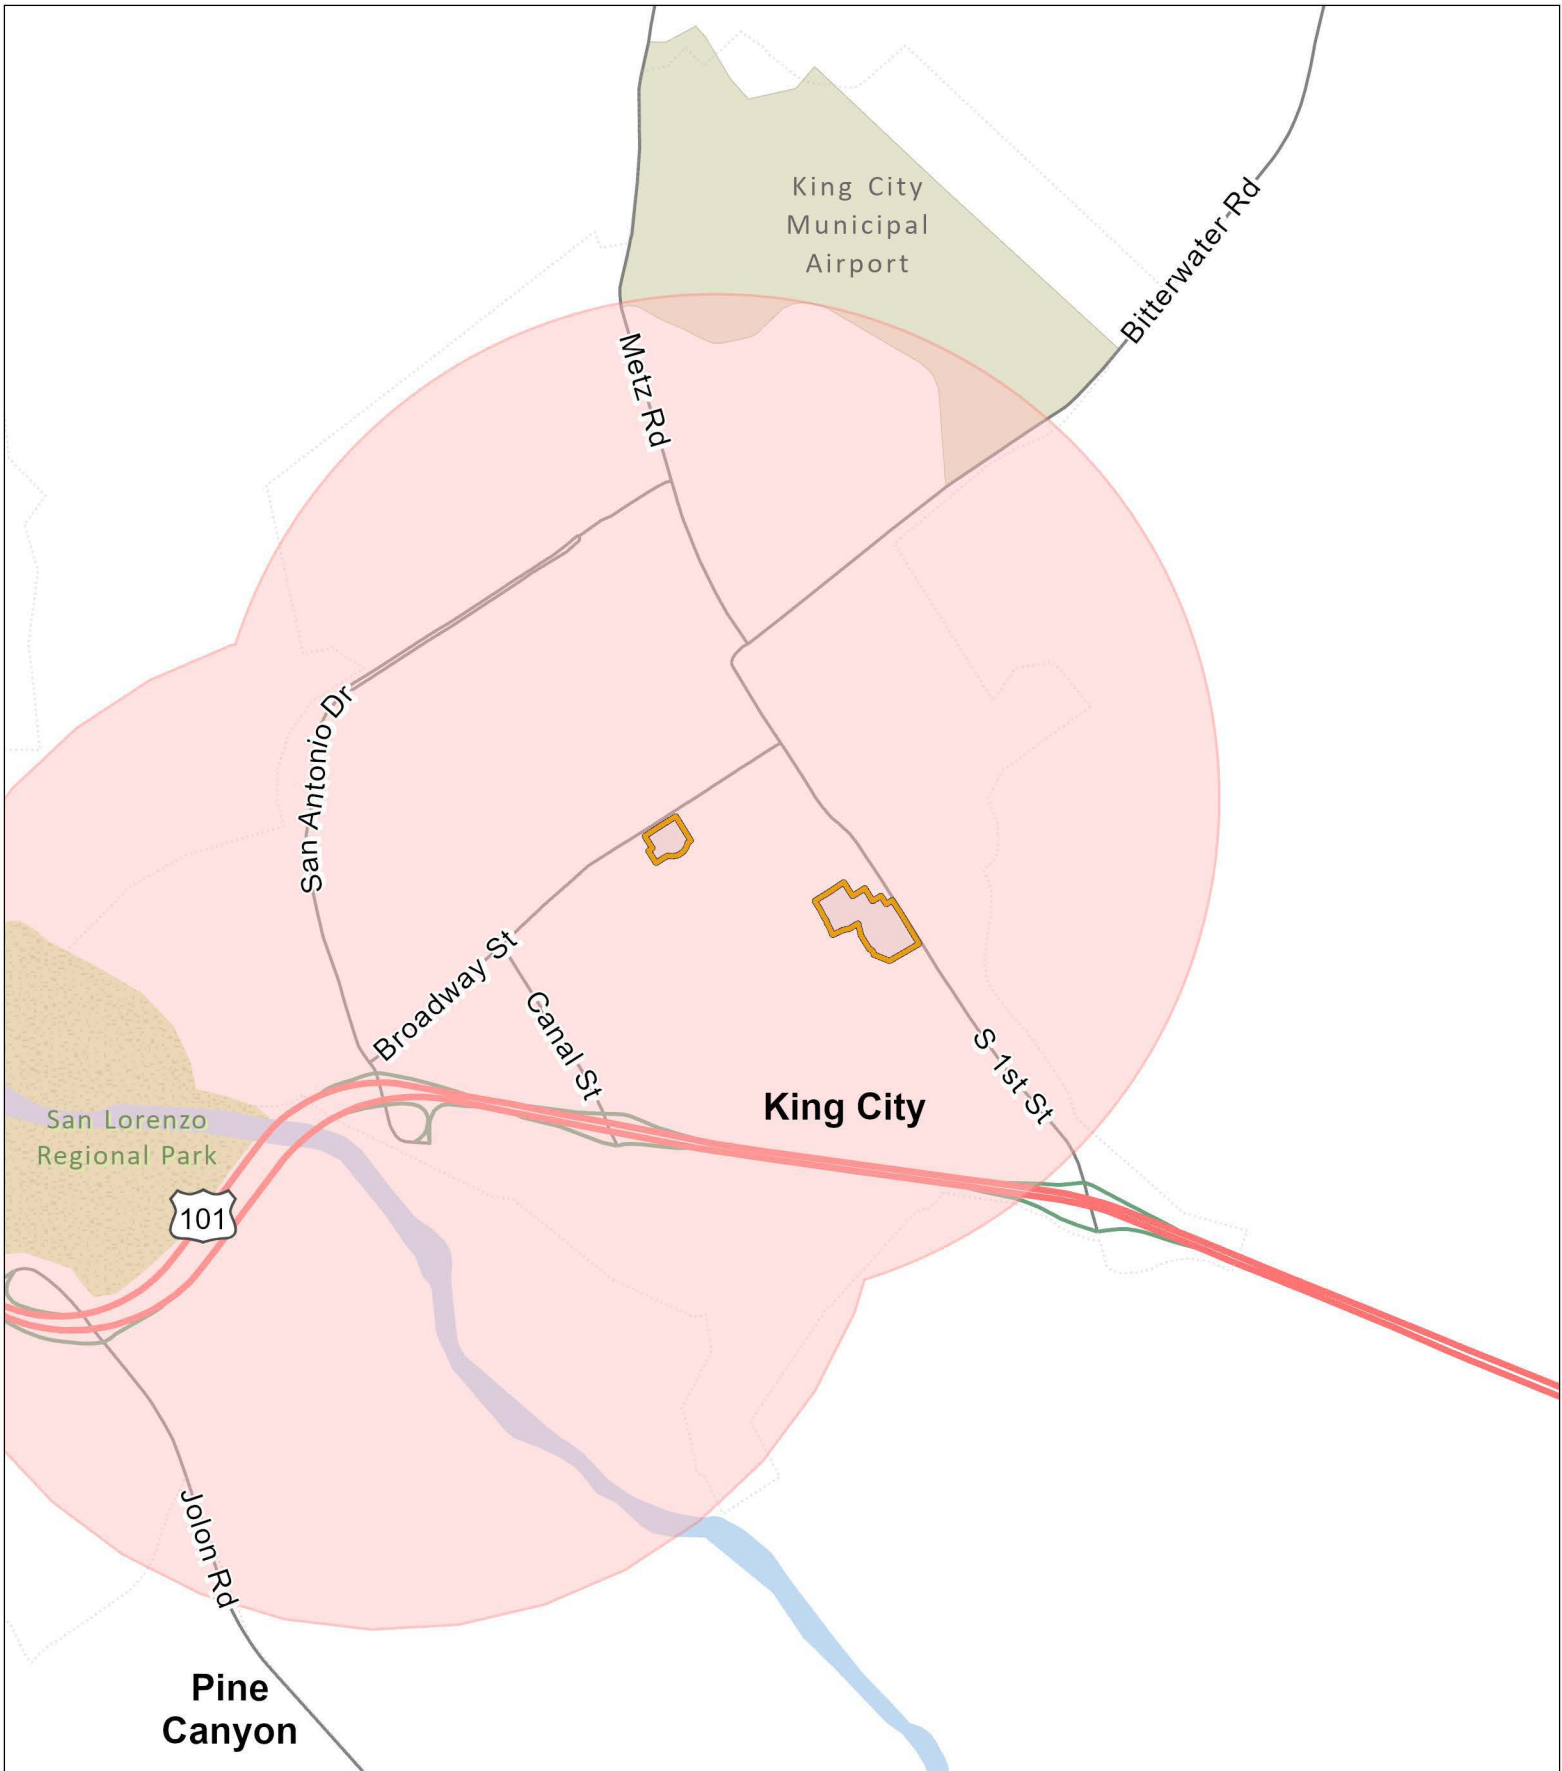 King City
Municipal
Airport
Bitterwater Rd
Metz Rd
San Antonio Dr
Broadway St
Canal St
S 1st St
King City
San Lorenzo
Regional Park
101
Jolon Rd
Pine
Canyon